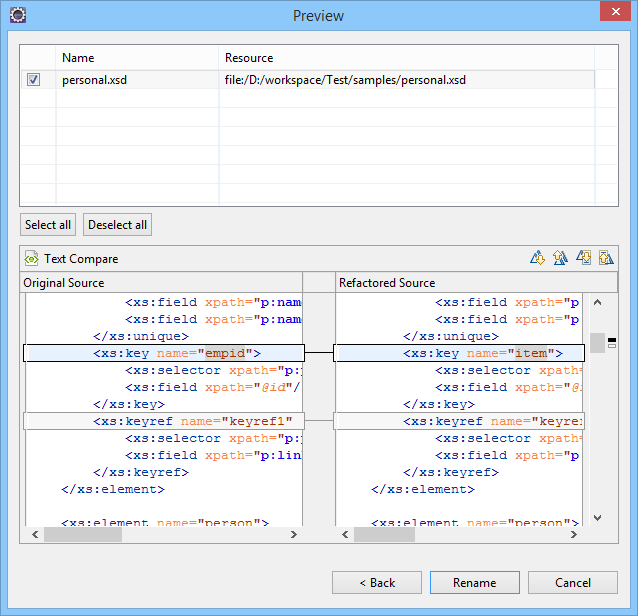 Preview
Name Resource
personal.xsd file:/D:/workspace/Test/samples/personal.xsd
Select all Deselect all
Text Compare
Original Source Refactored Source
<xs:field xpath="p:name <xs:field xpath="p
<xs:field xpath="p:name <xs:field xpath="p
</xs:unique> </xs:unique>
<xs:key name="empid"> <xs:key name="item">
<xs:selector xpath="p:p <xs:selector xpath
<xs:field xpath="@id"/ <xs:field xpath="@
</xs:key> </xs:key>
<xs:keyref name="keyref1" <xs:keyref name="keyre
<xs:selector xpath="p:p <xs:selector xpath
<xs:field xpath="p:lin <xs:field xpath="p
</xs:keyref> </xs:keyref>
</xs:element> </xs:element>
<xs:element name="person"> <xs:element name="person">
< Back Rename Cancel